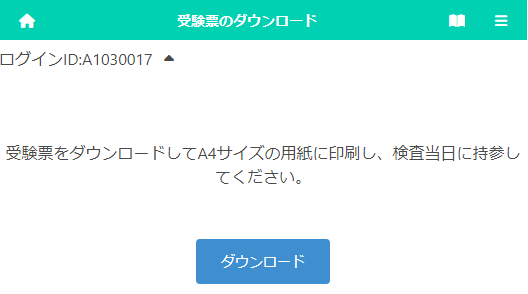 受験票のダウンロード
ログインID:A1030017
受験票をダウンロードしてA4サイズの用紙に印刷し、検査当日に持参し
てください。
ダウンロード